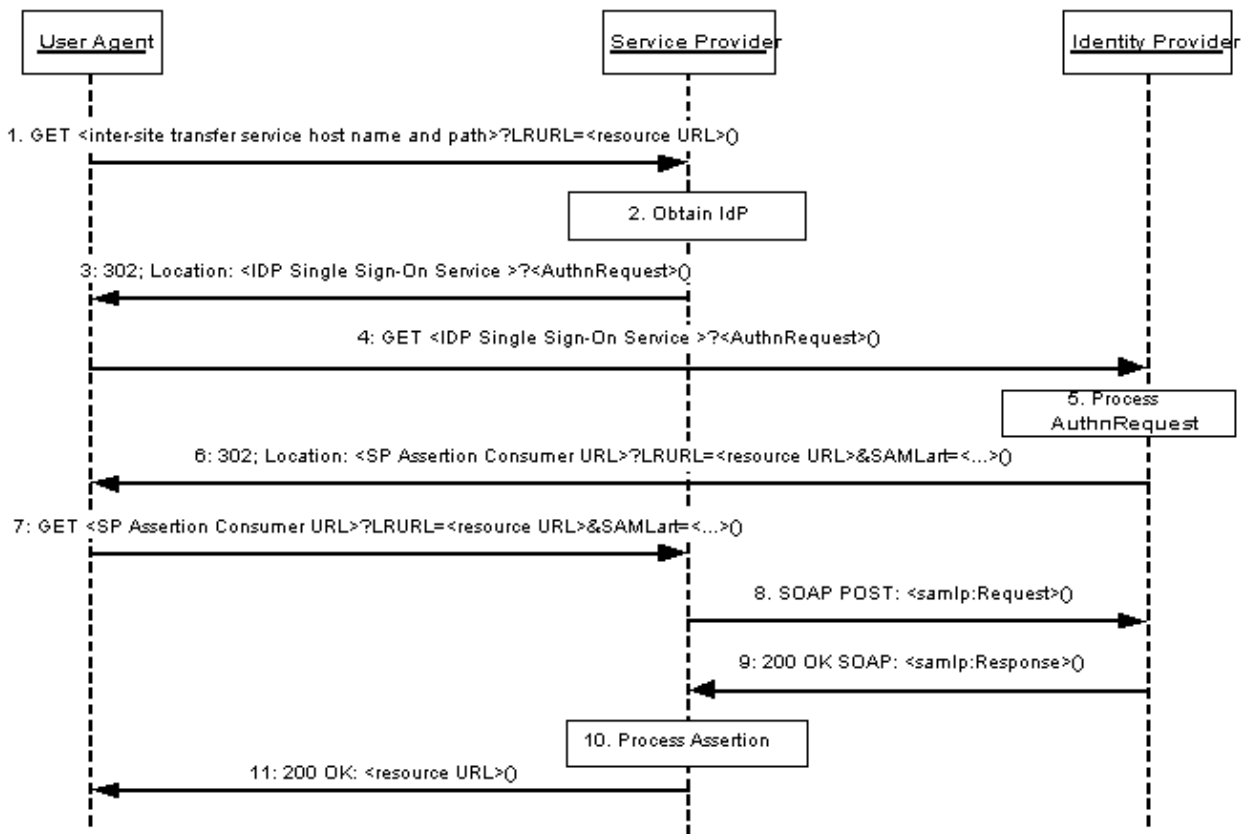 User Agent
Service Provider
Identity Provider
1. GET <inter-site transfer service host name and path>?LRURL=<resource URL>()
2. Obtain IdP
3: 302; Location: <IDP Single Sign-On Service >?<AuthnRequest>()
4: GET <IDP Single Sign-On Service >?<AuthnRequest>()
5. Process
AuthnRequest
6: 302; Location: <SP Assertion Consumer URL>?LRURL=<resource URL>&SAMLart=<...>()
7: GET <SP Assertion Consumer URL>?LRURL=<resource URL>&SAMLart=<...>()
8. SOAP POST: <samlp:Request>()
9: 200 OK SOAP: <samlp:Response>()
10. Process Assertion
11: 200 OK: <resource URL>()